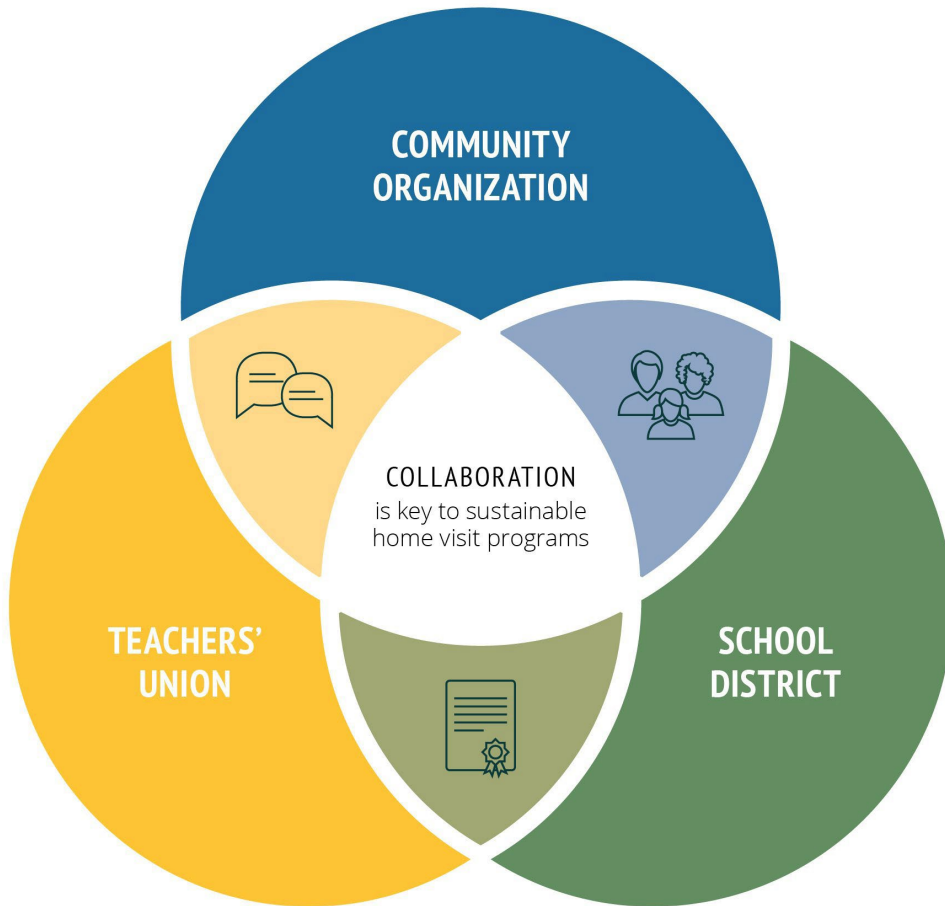 COMMUNITY
ORGANIZATION
COLLABORATION
is key to sustainable
home visit programs
TEACHERS’
UNION
SCHOOL
DISTRICT